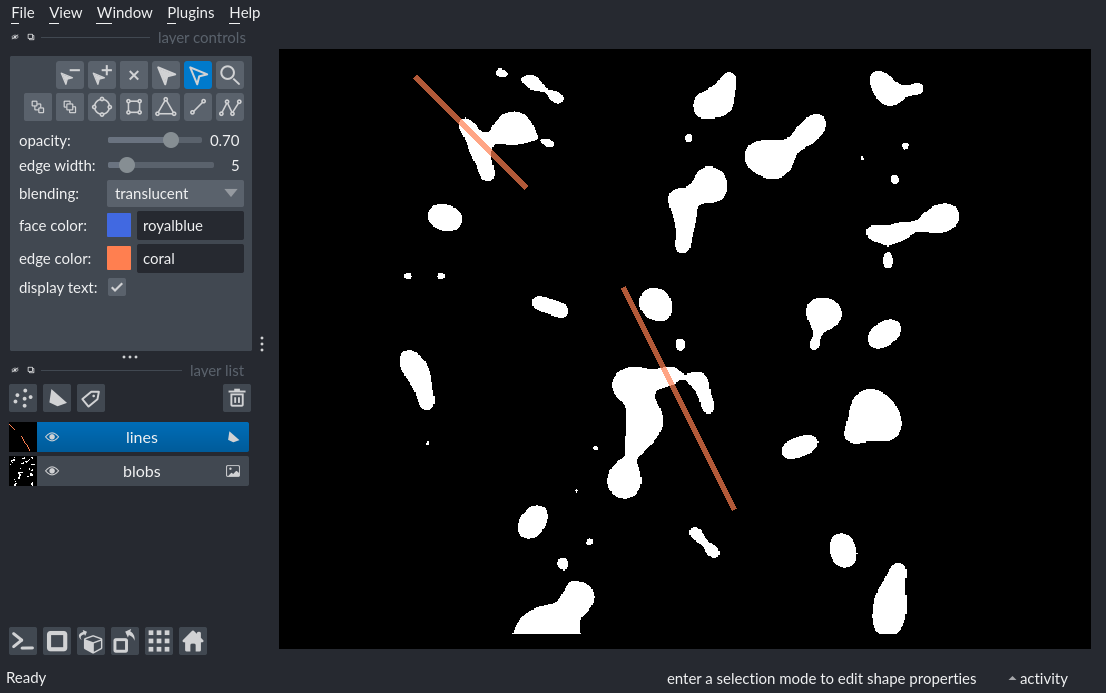 File View Window Plugins Help
layer controls
opacity: 0.70
edge width: 5
blending: translucent
face color: royalblue
edge color: coral
display text:
layer list
lines
blobs
Ready
enter a selection mode to edit shape properties
activity